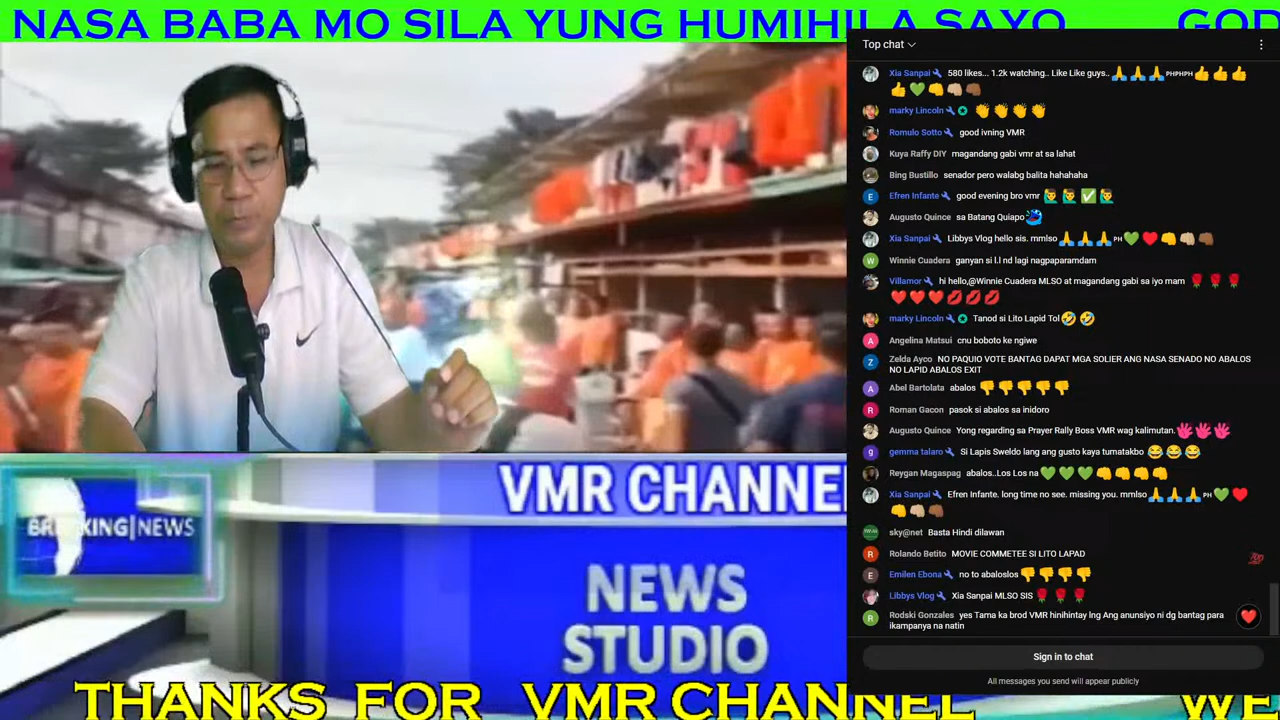 NASA BABA MO SILA YUNG HUMIHILA SAYO GOD
Top chat
Xia Sanpai 580 likes... 1.2k watching.. Like Like guys.. 🙏 🙏 🙏 PHPHPH 👍 👍 👍
👍 💚 👊 👊🏼 👊🏾
marky Lincoln 👏 👏 👏 👏
Romulo Sotto good ivning VMR
Kuya Raffy DIY magandang gabi vmr at sa lahat
Bing Bustillo senador pero walabg balita hahahaha
Efren Infante good evening bro vmr 🙋‍♂️ 🙋‍♂️ ✅ 🙋‍♂️
Augusto Quince sa Batang Quiapo
Xia Sanpai Libbys Vlog hello sis. mmlso 🙏 🙏 🙏 PH 💚 ❤️ 👊 👊🏼 👊🏾
Winnie Cuadera ganyan si l.l nd lagi nagpaparamdam
Villamor hi hello,@Winnie Cuadera MLSO at magandang gabi sa iyo mam 🌹 🌹 🌹
❤️ ❤️ ❤️ 💋 💋 💋
marky Lincoln Tanod si Lito Lapid Tol 🤣 🤣
A Angelina Matsui cnu boboto ke ngiwe
Z Zelda Ayco NO PAQUIO VOTE BANTAG DAPAT MGA SOLIER ANG NASA SENADO NO ABALOS
NO LAPID ABALOS EXIT
A Abel Bartolata abalos 👎 👎 👎 👎 👎
R Roman Gacon pasok si abalos sa inidoro
Augusto Quince Yong regarding sa Prayer Rally Boss VMR wag kalimutan.
g gemma talaro Si Lapis Sweldo lang ang gusto kaya tumatakbo 😂 😂 😂
Reygan Magaspag abalos..Los Los na 💚 💚 💚 👊 👊 👊 👊
Xia Sanpai Efren Infante. long time no see. missing you. mmlso 🙏 🙏 🙏 PH 💚 ❤️
👊 👊🏼 👊🏾
sky@net Basta Hindi dilawan
R Rolando Betito MOVIE COMMETEE SI LITO LAPAD
E Emilen Ebona no to abaloslos 👎 👎 👎 👎
Libbys Vlog Xia Sanpai MLSO SIS 🌹 🌹 🌹
R Rodski Gonzales yes Tama ka brod VMR hinihintay lng Ang anunsiyo ni dg bantag para
ikampanya na natin
Sign in to chat
All messages you send will appear publicly
VMR CHANNE
BREAKING|NEWS
NEWS
STUDIO
THANKS FOR VMR CHANNEL WE